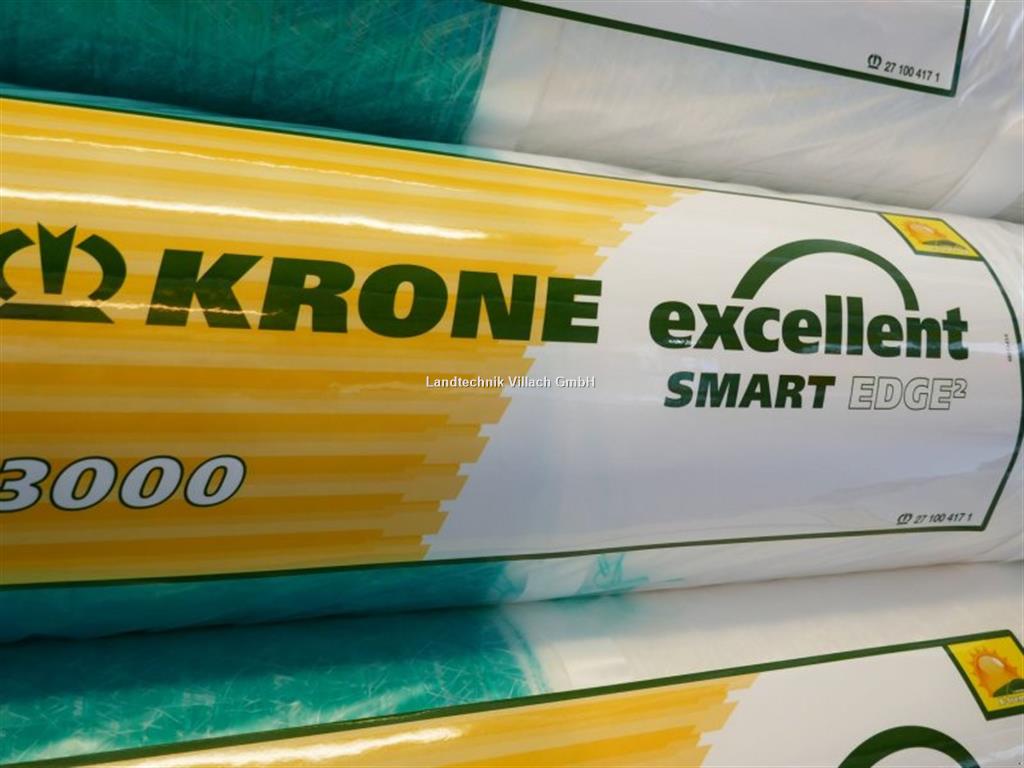 27 100 417 1
KRONE
excellent
SMART EDGE²
Landtechnik Villach GmbH
3000
27 100 417 1